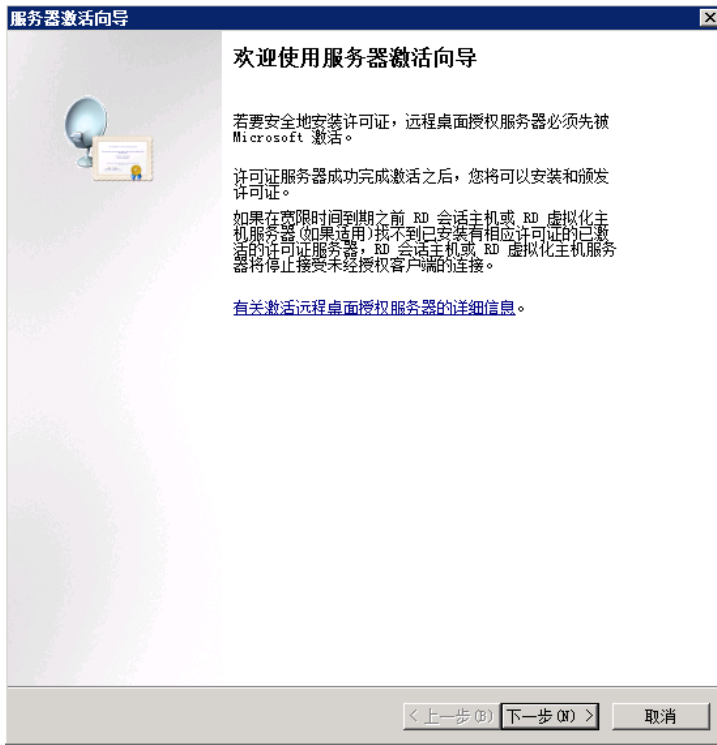 服务器激活向导
欢迎使用服务器激活向导
若要安全地安装许可证，远程桌面授权服务器必须先被
Microsoft 激活。
许可证服务器成功完成激活之后，您将可以安装和颁发
许可证。
如果在宽限时间到期之前 RD 会话主机或 RD 虚拟化主
机服务器(如果适用)找不到已安装有相应许可证的已激
活的许可证服务器，RD 会话主机或 RD 虚拟化主机服务
器将停止接受未经授权客户端的连接。
有关激活远程桌面授权服务器的详细信息。
< 上一步(B) 下一步(N) > 取消